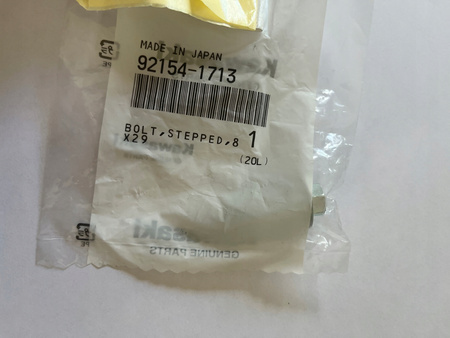 MADE IN JAPAN
92154-1713
BOLT,STEPPED,8 1
X29
(20L)
GENUINE PARTS